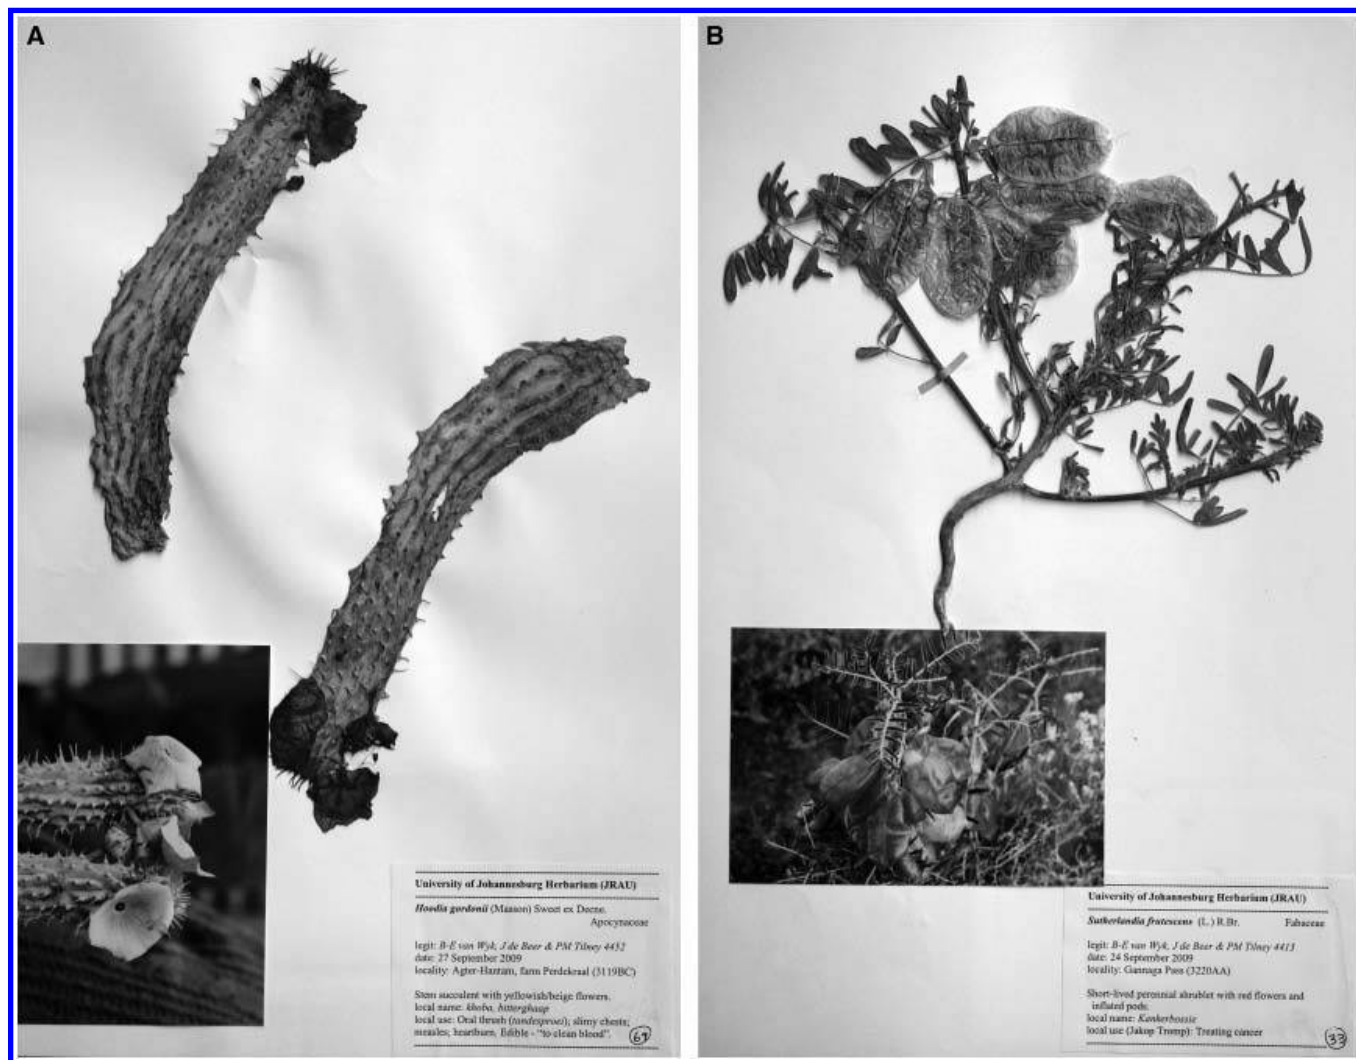 A
B
University of Johannesburg Herbarium (JRAU)
Hoodia gordonii (Masson) Sweet ex Decne.
Apocynaceae
legit: B-E van Wyk, J de Beer & PM Tilney 4452
date: 27 September 2009
locality: Agter-Hantam, farm Perdekraal (3119BC)
Stem succulent with yellowish/beige flowers.
local name: khoba, bitterghaap
local use: Oral thrush (tandesproei); slimy chests;
measles; heartburn, Edible - "to clean blood".
67
University of Johannesburg Herbarium (JRAU)
Sutherlandia frutescens (L.) R.Br. Fabaceae
legit: B-E van Wyk, J de Beer & PM Tilney 4413
date: 24 September 2009
locality: Gannaga Pass (3220AA)
Short-lived perennial shrublet with red flowers and
inflated pods.
local name: Kankerbossie
local use (Jakop Tromp): Treating cancer
33